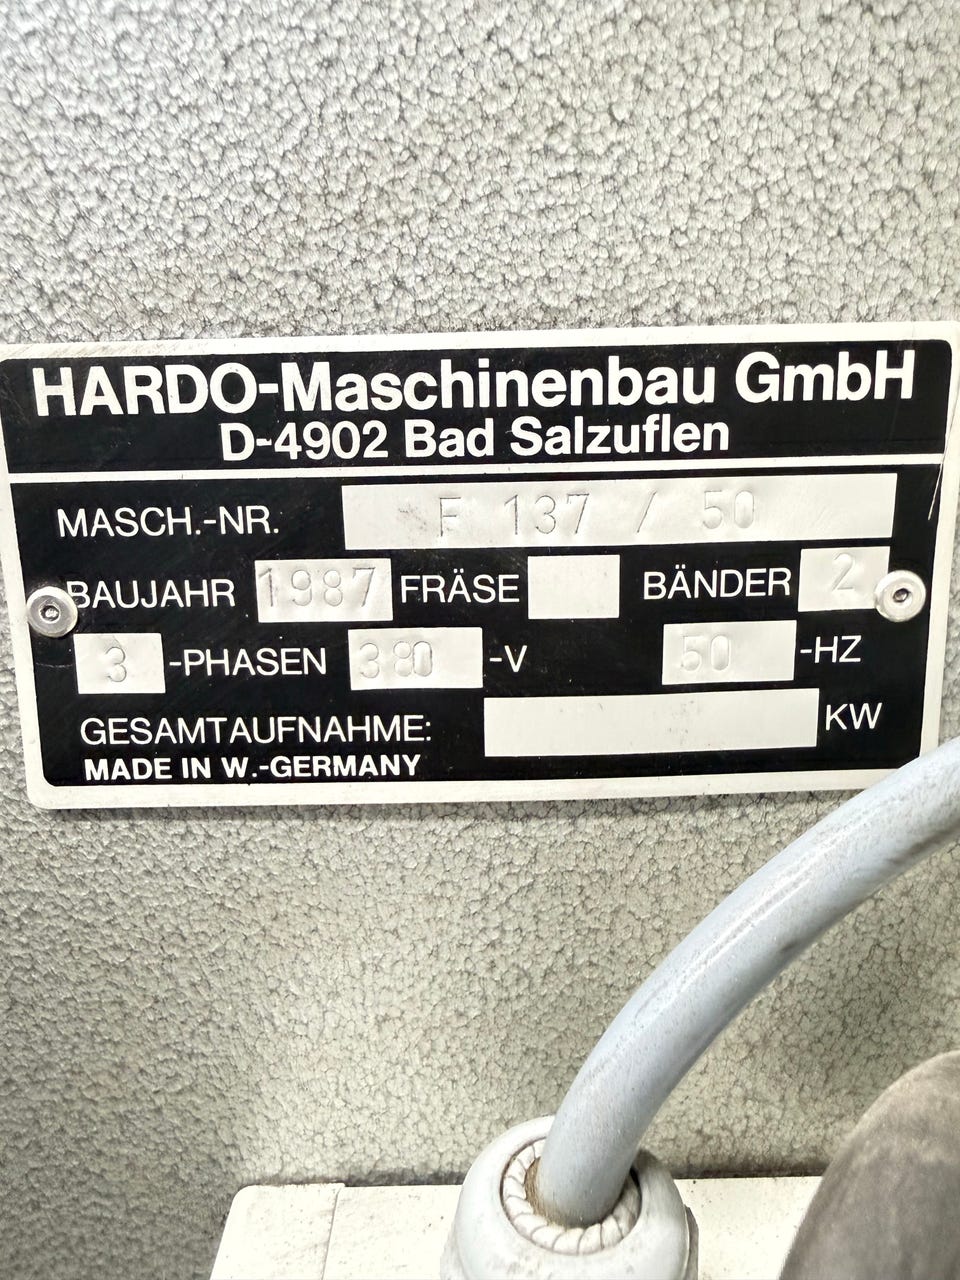 HARDO-Maschinenbau GmbH
D-4902 Bad Salzuflen
MASCH.-NR. F 137 / 50
BAUJAHR 1987 FRÄSE BÄNDER 2
3 -PHASEN 380 -V 50 -HZ
GESAMTAUFNAHME: KW
MADE IN W.-GERMANY